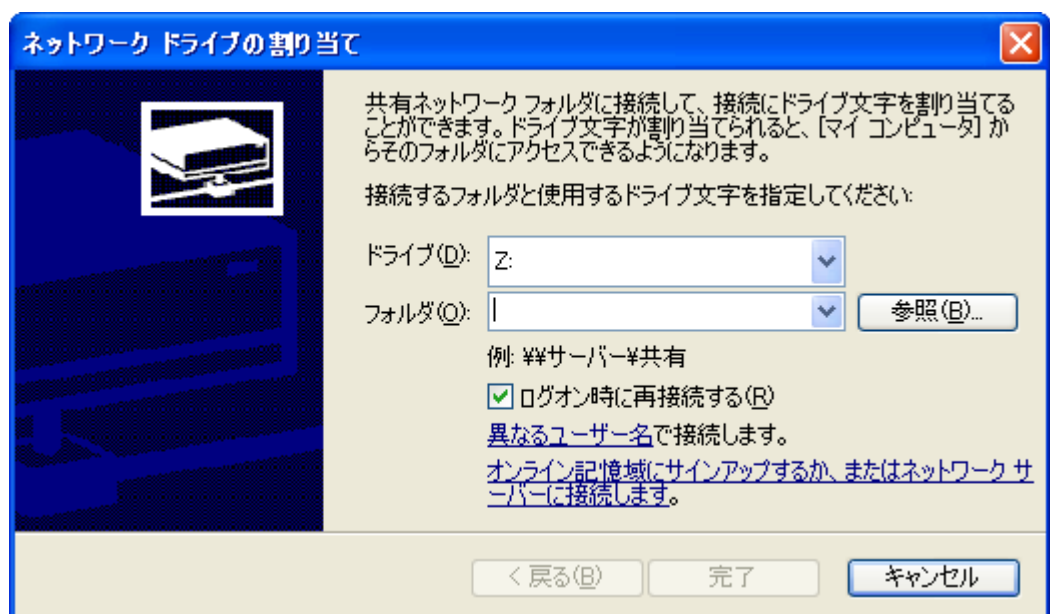 ネットワーク ドライブの割り当て
共有ネットワーク フォルダに接続して、接続にドライブ文字を割り当てる
ことができます。ドライブ文字が割り当てられると、[マイ コンピュータ] か
らそのフォルダにアクセスできるようになります。
接続するフォルダと使用するドライブ文字を指定してください:
ドライブ(D): Z:
フォルダ(O): 参照(B)...
例: ¥¥サーバー¥共有
ログオン時に再接続する(R)
異なるユーザー名で接続します。
オンライン記憶域にサインアップするか、またはネットワーク サ
ーバーに接続します。
< 戻る(B) 完了 キャンセル